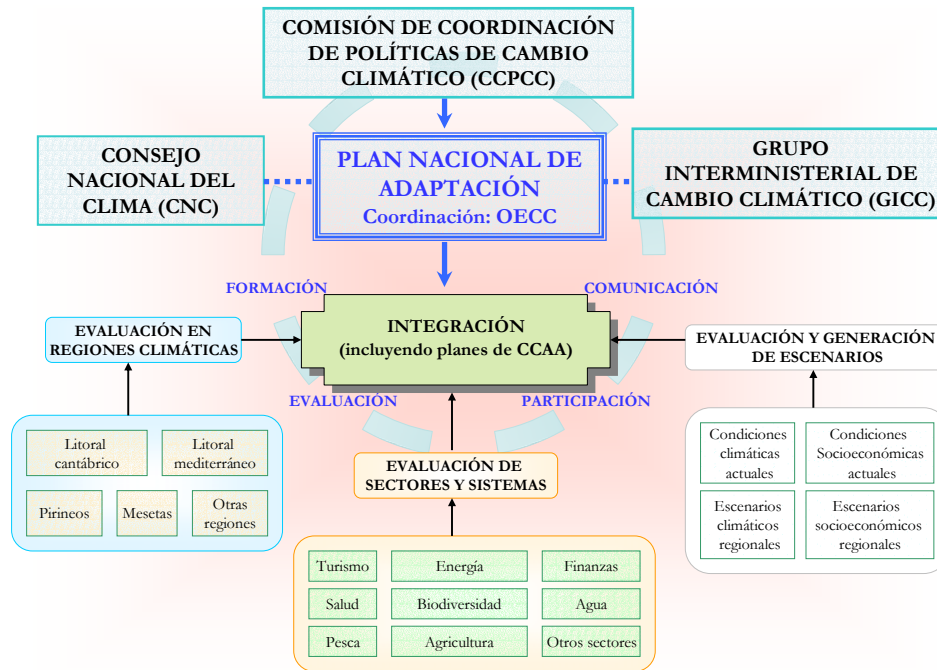 COMISIÓN DE COORDINACIÓN
DE POLÍTICAS DE CAMBIO
CLIMÁTICO (CCPCC)
CONSEJO
NACIONAL DEL
CLIMA (CNC)
PLAN NACIONAL DE
ADAPTACIÓN
Coordinación: OECC
GRUPO
INTERMINISTERIAL DE
CAMBIO CLIMÁTICO (GICC)
FORMACIÓN
COMUNICACIÓN
INTEGRACIÓN
(incluyendo planes de CCAA)
EVALUACIÓN
PARTICIPACIÓN
EVALUACIÓN EN
REGIONES CLIMÁTICAS
Litoral
cantábrico
Litoral
mediterráneo
Pirineos
Mesetas
Otras
regiones
EVALUACIÓN DE
SECTORES Y SISTEMAS
Turismo
Energía
Finanzas
Salud
Biodiversidad
Agua
Pesca
Agricultura
Otros sectores
EVALUACIÓN Y GENERACIÓN
DE ESCENARIOS
Condiciones
climáticas
actuales
Condiciones
Socioeconómicas
actuales
Escenarios
climáticos
regionales
Escenarios
socioeconómicos
regionales